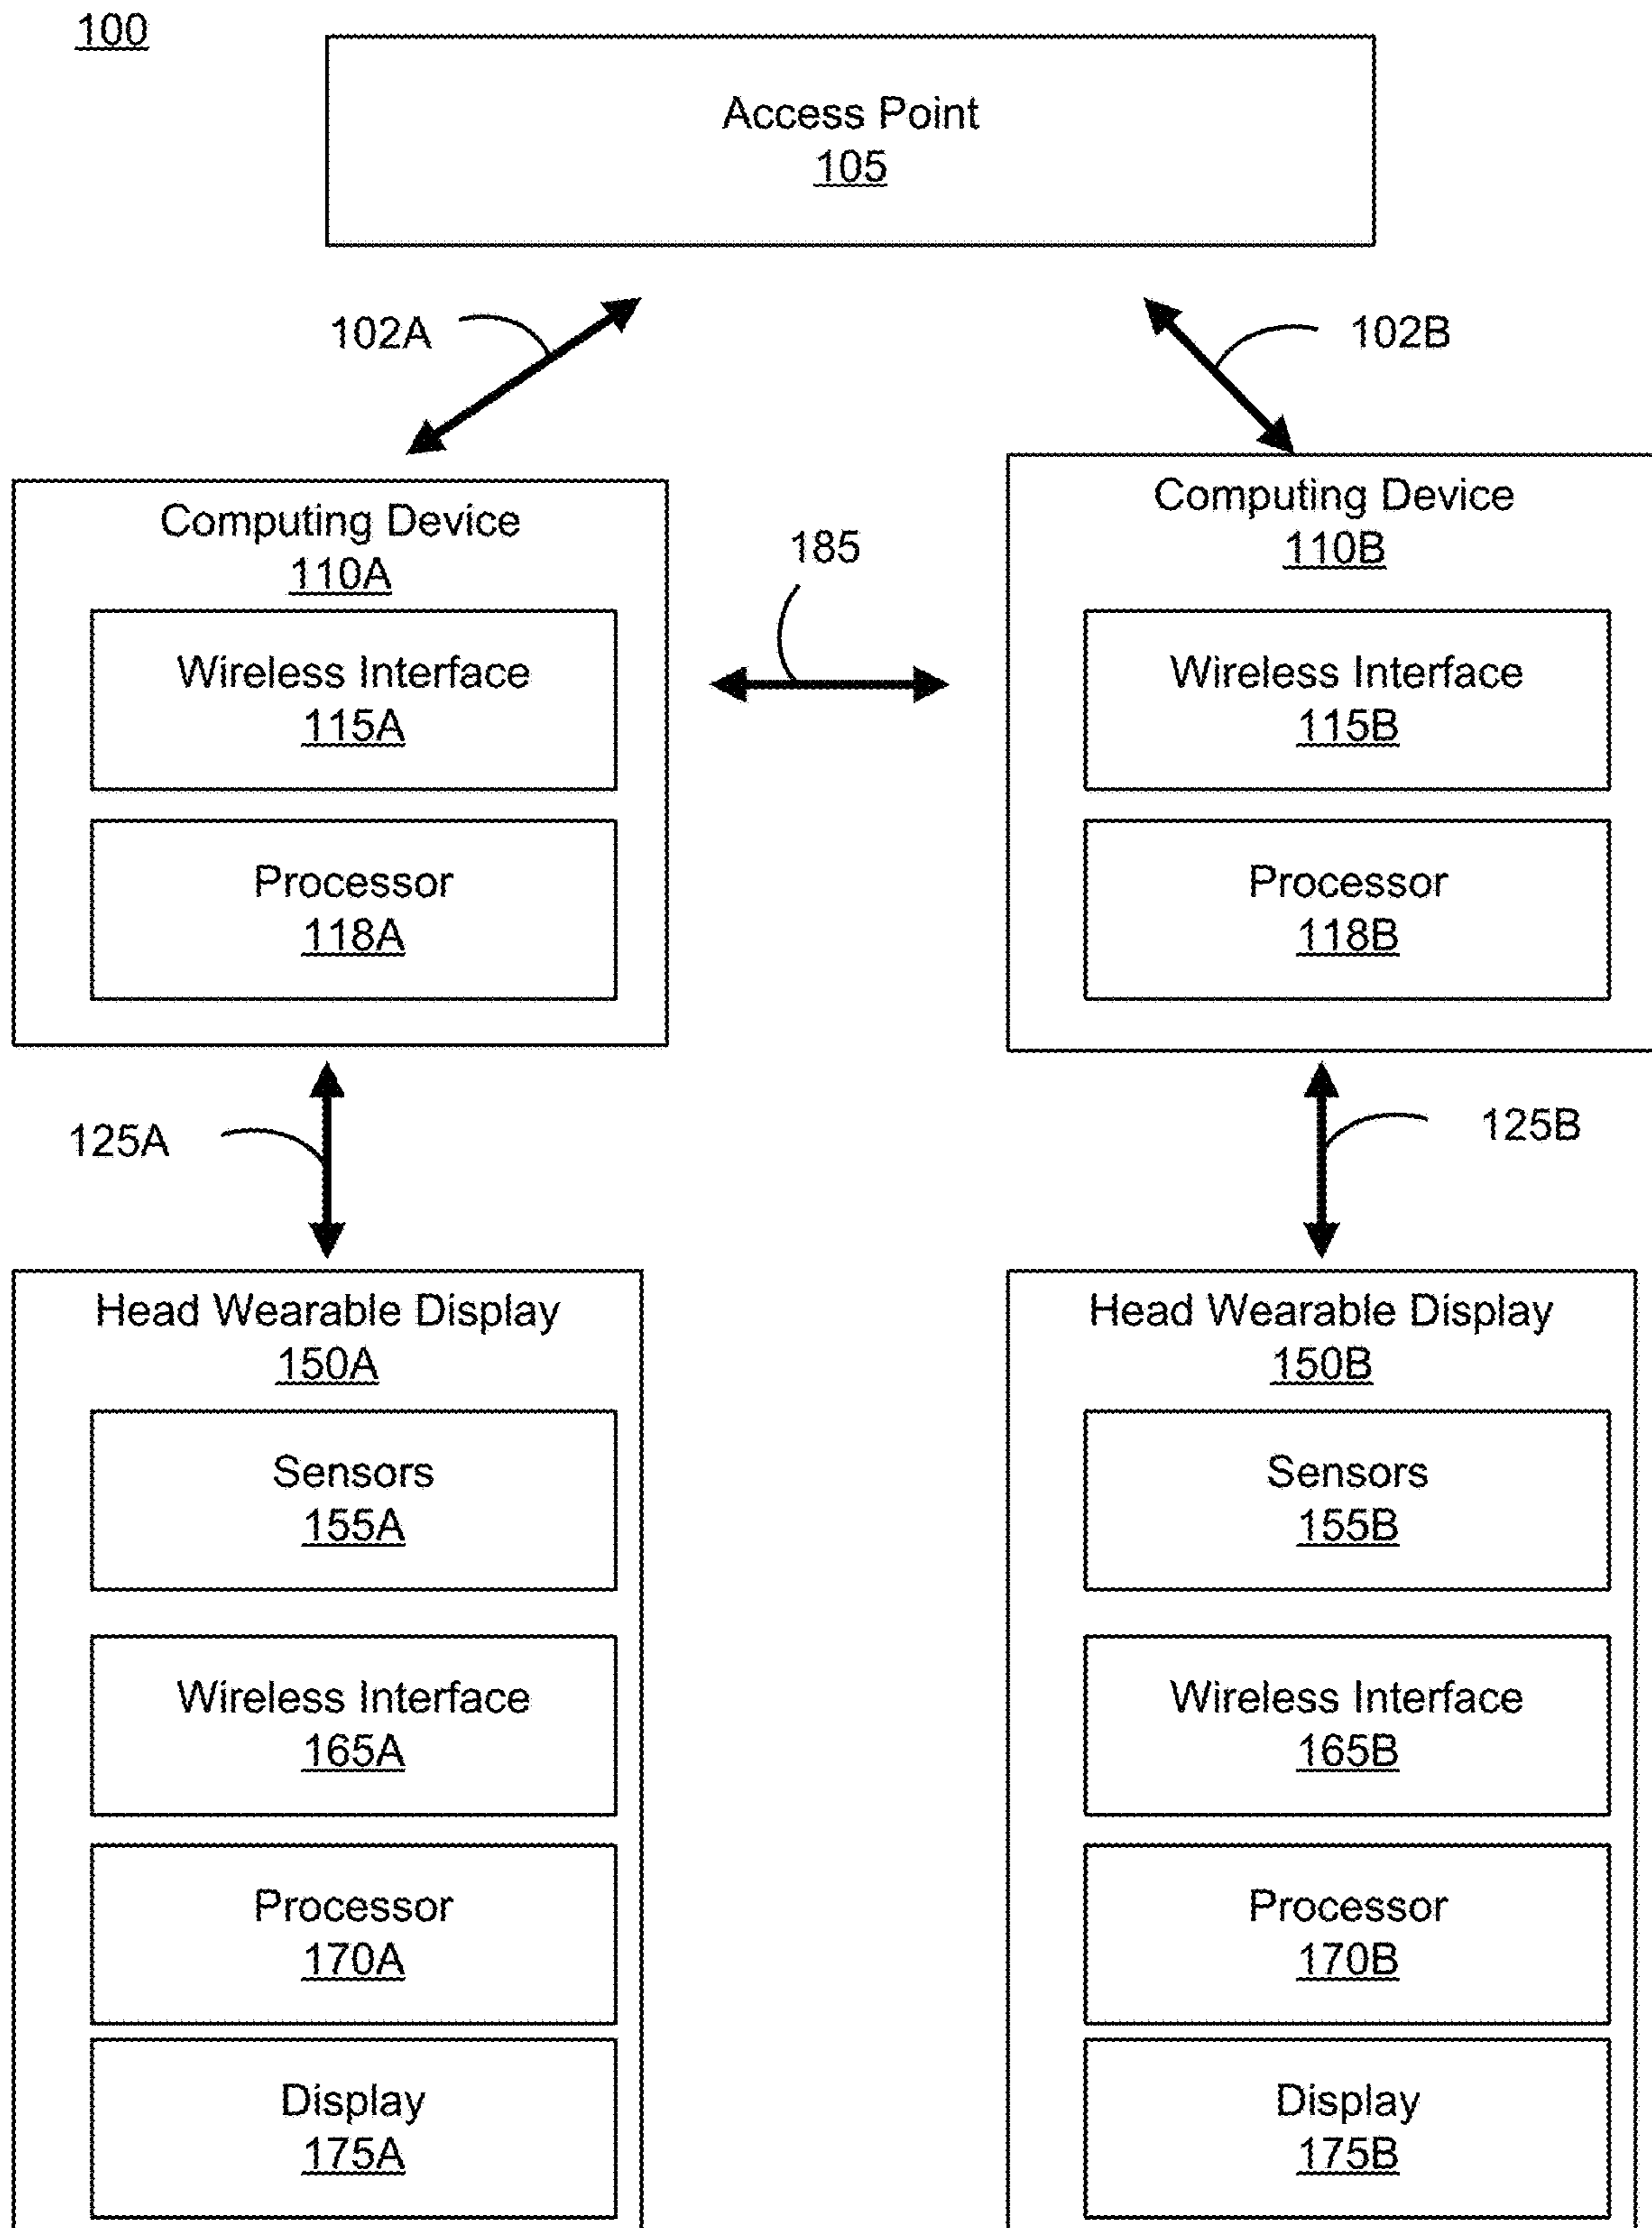 100
Access Point
105
102A
102B
Computing Device
110A
Wireless Interface
115A
Processor
118A
185
Computing Device
110B
Wireless Interface
115B
Processor
118B
125A
125B
Head Wearable Display
150A
Sensors
155A
Wireless Interface
165A
Processor
170A
Display
175A
Head Wearable Display
150B
Sensors
155B
Wireless Interface
165B
Processor
170B
Display
175B